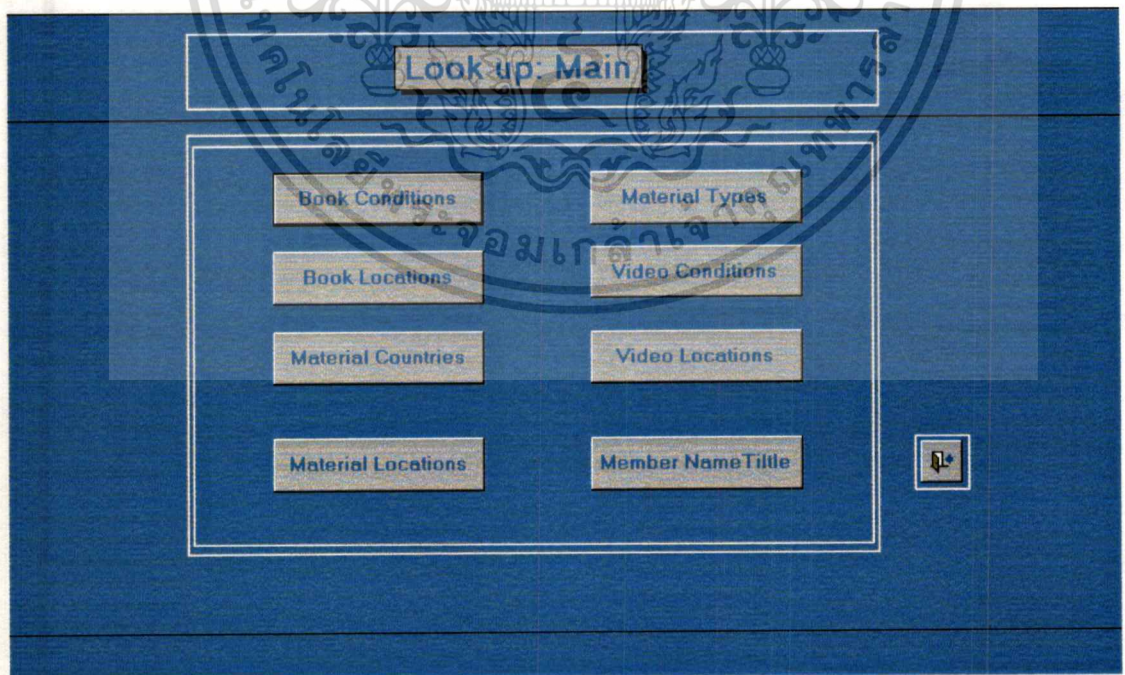 Look up: Main
Book Conditions
Material Types
Book Locations
Video Conditions
Material Countries
Video Locations
Material Locations
Member NameTiltle